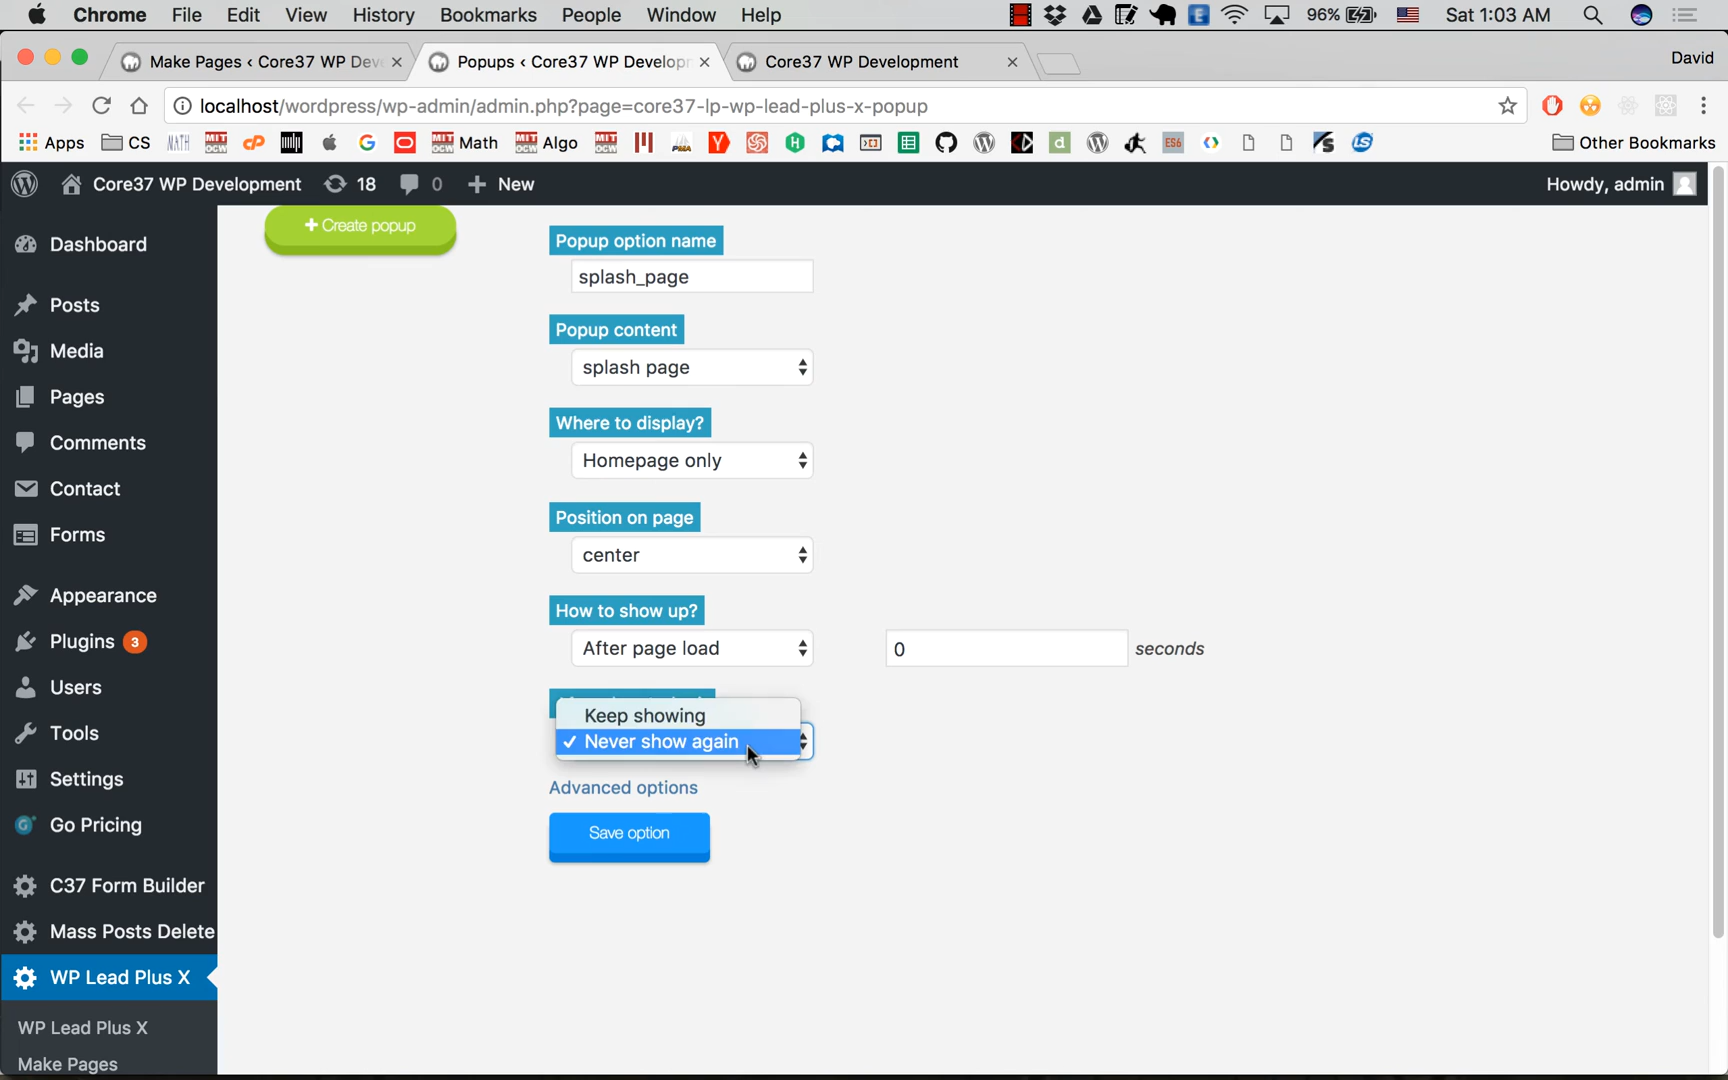 Chrome File Edit View History Bookmarks People Window Help 96% Sat 1:03 AM
Make Pages ‹ Core37 WP Dev Popups ‹ Core37 WP Developm Core37 WP Development David
localhost/wordpress/wp-admin/admin.php?page=core37-lp-wp-lead-plus-x-popup
Apps CS MATH MIT OCW cP MIT Math MIT Algo MIT OCW PMA Y ES6 LS Other Bookmarks
Core37 WP Development 18 0 + New Howdy, admin
Dashboard
Posts
Media
Pages
Comments
Contact
Forms
Appearance
Plugins 3
Users
Tools
Settings
Go Pricing
C37 Form Builder
Mass Posts Delete
WP Lead Plus X
WP Lead Plus X
Make Pages
+ Create popup
Popup option name
splash_page
Popup content
splash page
Where to display?
Homepage only
Position on page
center
How to show up?
After page load 0 seconds
Keep showing
✓ Never show again
Advanced options
Save option